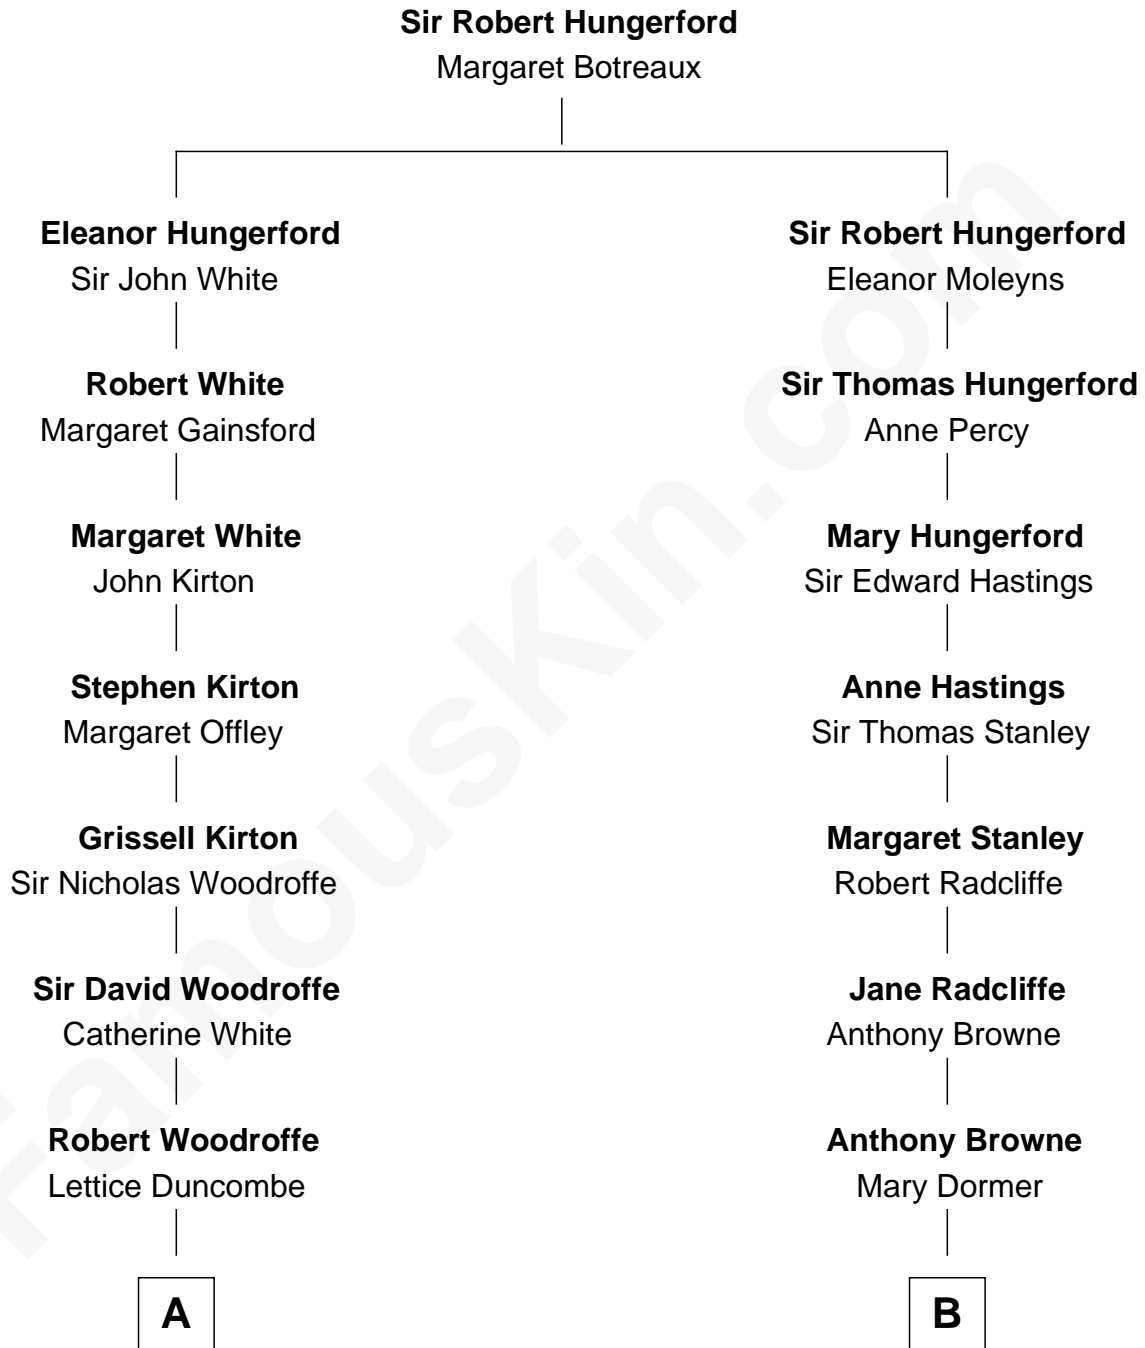 Sir Robert Hungerford
Margaret Botreaux
Eleanor Hungerford
Sir John White
Sir Robert Hungerford
Eleanor Moleyns
Robert White
Margaret Gainsford
Sir Thomas Hungerford
Anne Percy
Margaret White
John Kirton
Mary Hungerford
Sir Edward Hastings
Stephen Kirton
Margaret Offley
Anne Hastings
Sir Thomas Stanley
Grissell Kirton
Sir Nicholas Woodroffe
Margaret Stanley
Robert Radcliffe
Sir David Woodroffe
Catherine White
Jane Radcliffe
Anthony Browne
Robert Woodroffe
Lettice Duncombe
Anthony Browne
Mary Dormer
A
B
FamousKin.com